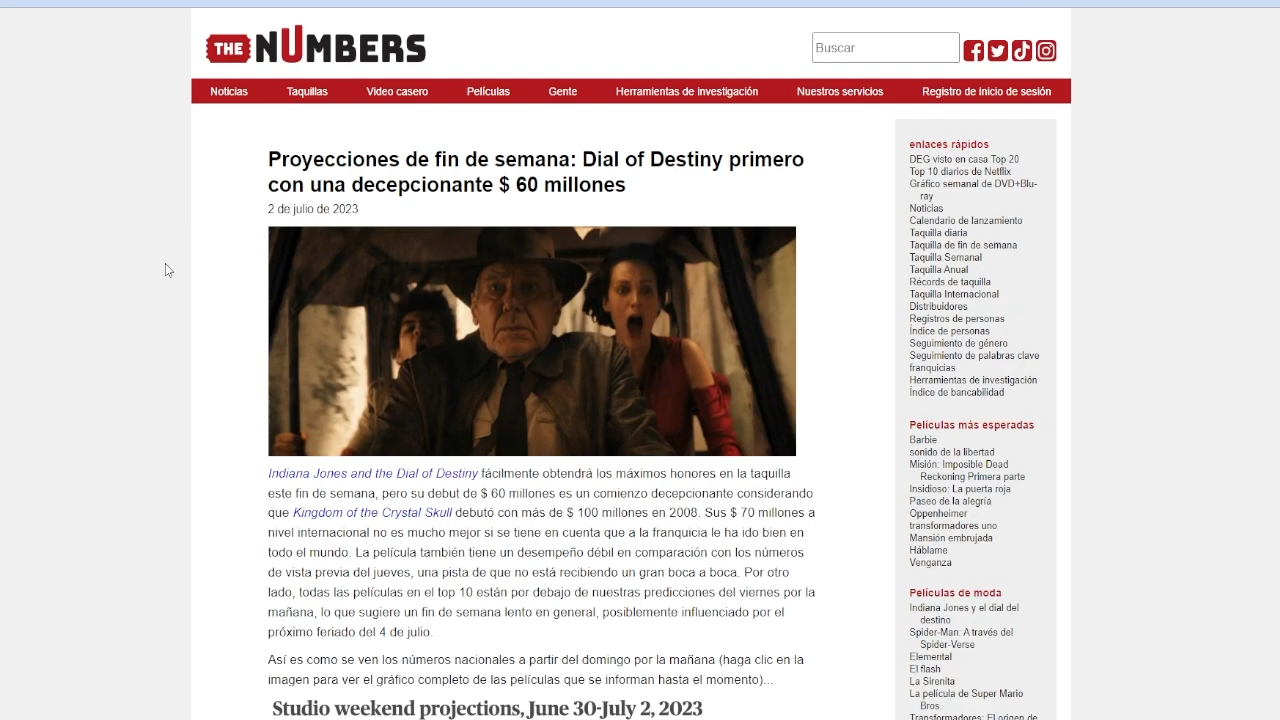 THE NUMBERS
Buscar
Noticias Taquillas Video casero Películas Gente Herramientas de investigación Nuestros servicios Registro de inicio de sesión
Proyecciones de fin de semana: Dial of Destiny primero
con una decepcionante $ 60 millones
2 de julio de 2023
Indiana Jones and the Dial of Destiny fácilmente obtendrá los máximos honores en la taquilla
este fin de semana, pero su debut de $ 60 millones es un comienzo decepcionante considerando
que Kingdom of the Crystal Skull debutó con más de $ 100 millones en 2008. Sus $ 70 millones a
nivel internacional no es mucho mejor si se tiene en cuenta que a la franquicia le ha ido bien en
todo el mundo. La película también tiene un desempeño débil en comparación con los números
de vista previa del jueves, una pista de que no está recibiendo un gran boca a boca. Por otro
lado, todas las películas en el top 10 están por debajo de nuestras predicciones del viernes por la
mañana, lo que sugiere un fin de semana lento en general, posiblemente influenciado por el
próximo feriado del 4 de julio.
Así es como se ven los números nacionales a partir del domingo por la mañana (haga clic en la
imagen para ver el gráfico completo de las películas que se informan hasta el momento)...
Studio weekend projections, June 30-July 2, 2023
enlaces rápidos
DEG visto en casa Top 20
Top 10 diarios de Netflix
Gráfico semanal de DVD+Blu-
ray
Noticias
Calendario de lanzamiento
Taquilla diaria
Taquilla de fin de semana
Taquilla Semanal
Taquilla Anual
Récords de taquilla
Taquilla Internacional
Distribuidores
Registros de personas
Índice de personas
Seguimiento de género
Seguimiento de palabras clave
franquicias
Herramientas de investigación
Índice de bancabilidad
Películas más esperadas
Barbie
sonido de la libertad
Misión: Imposible Dead
Reckoning Primera parte
Insidioso: La puerta roja
Paseo de la alegría
Oppenheimer
transformadores uno
Mansión embrujada
Háblame
Venganza
Películas de moda
Indiana Jones y el dial del
destino
Spider-Man: A través del
Spider-Verse
Elemental
El flash
La Sirenita
La película de Super Mario
Bros.
Transformadores: El origen de